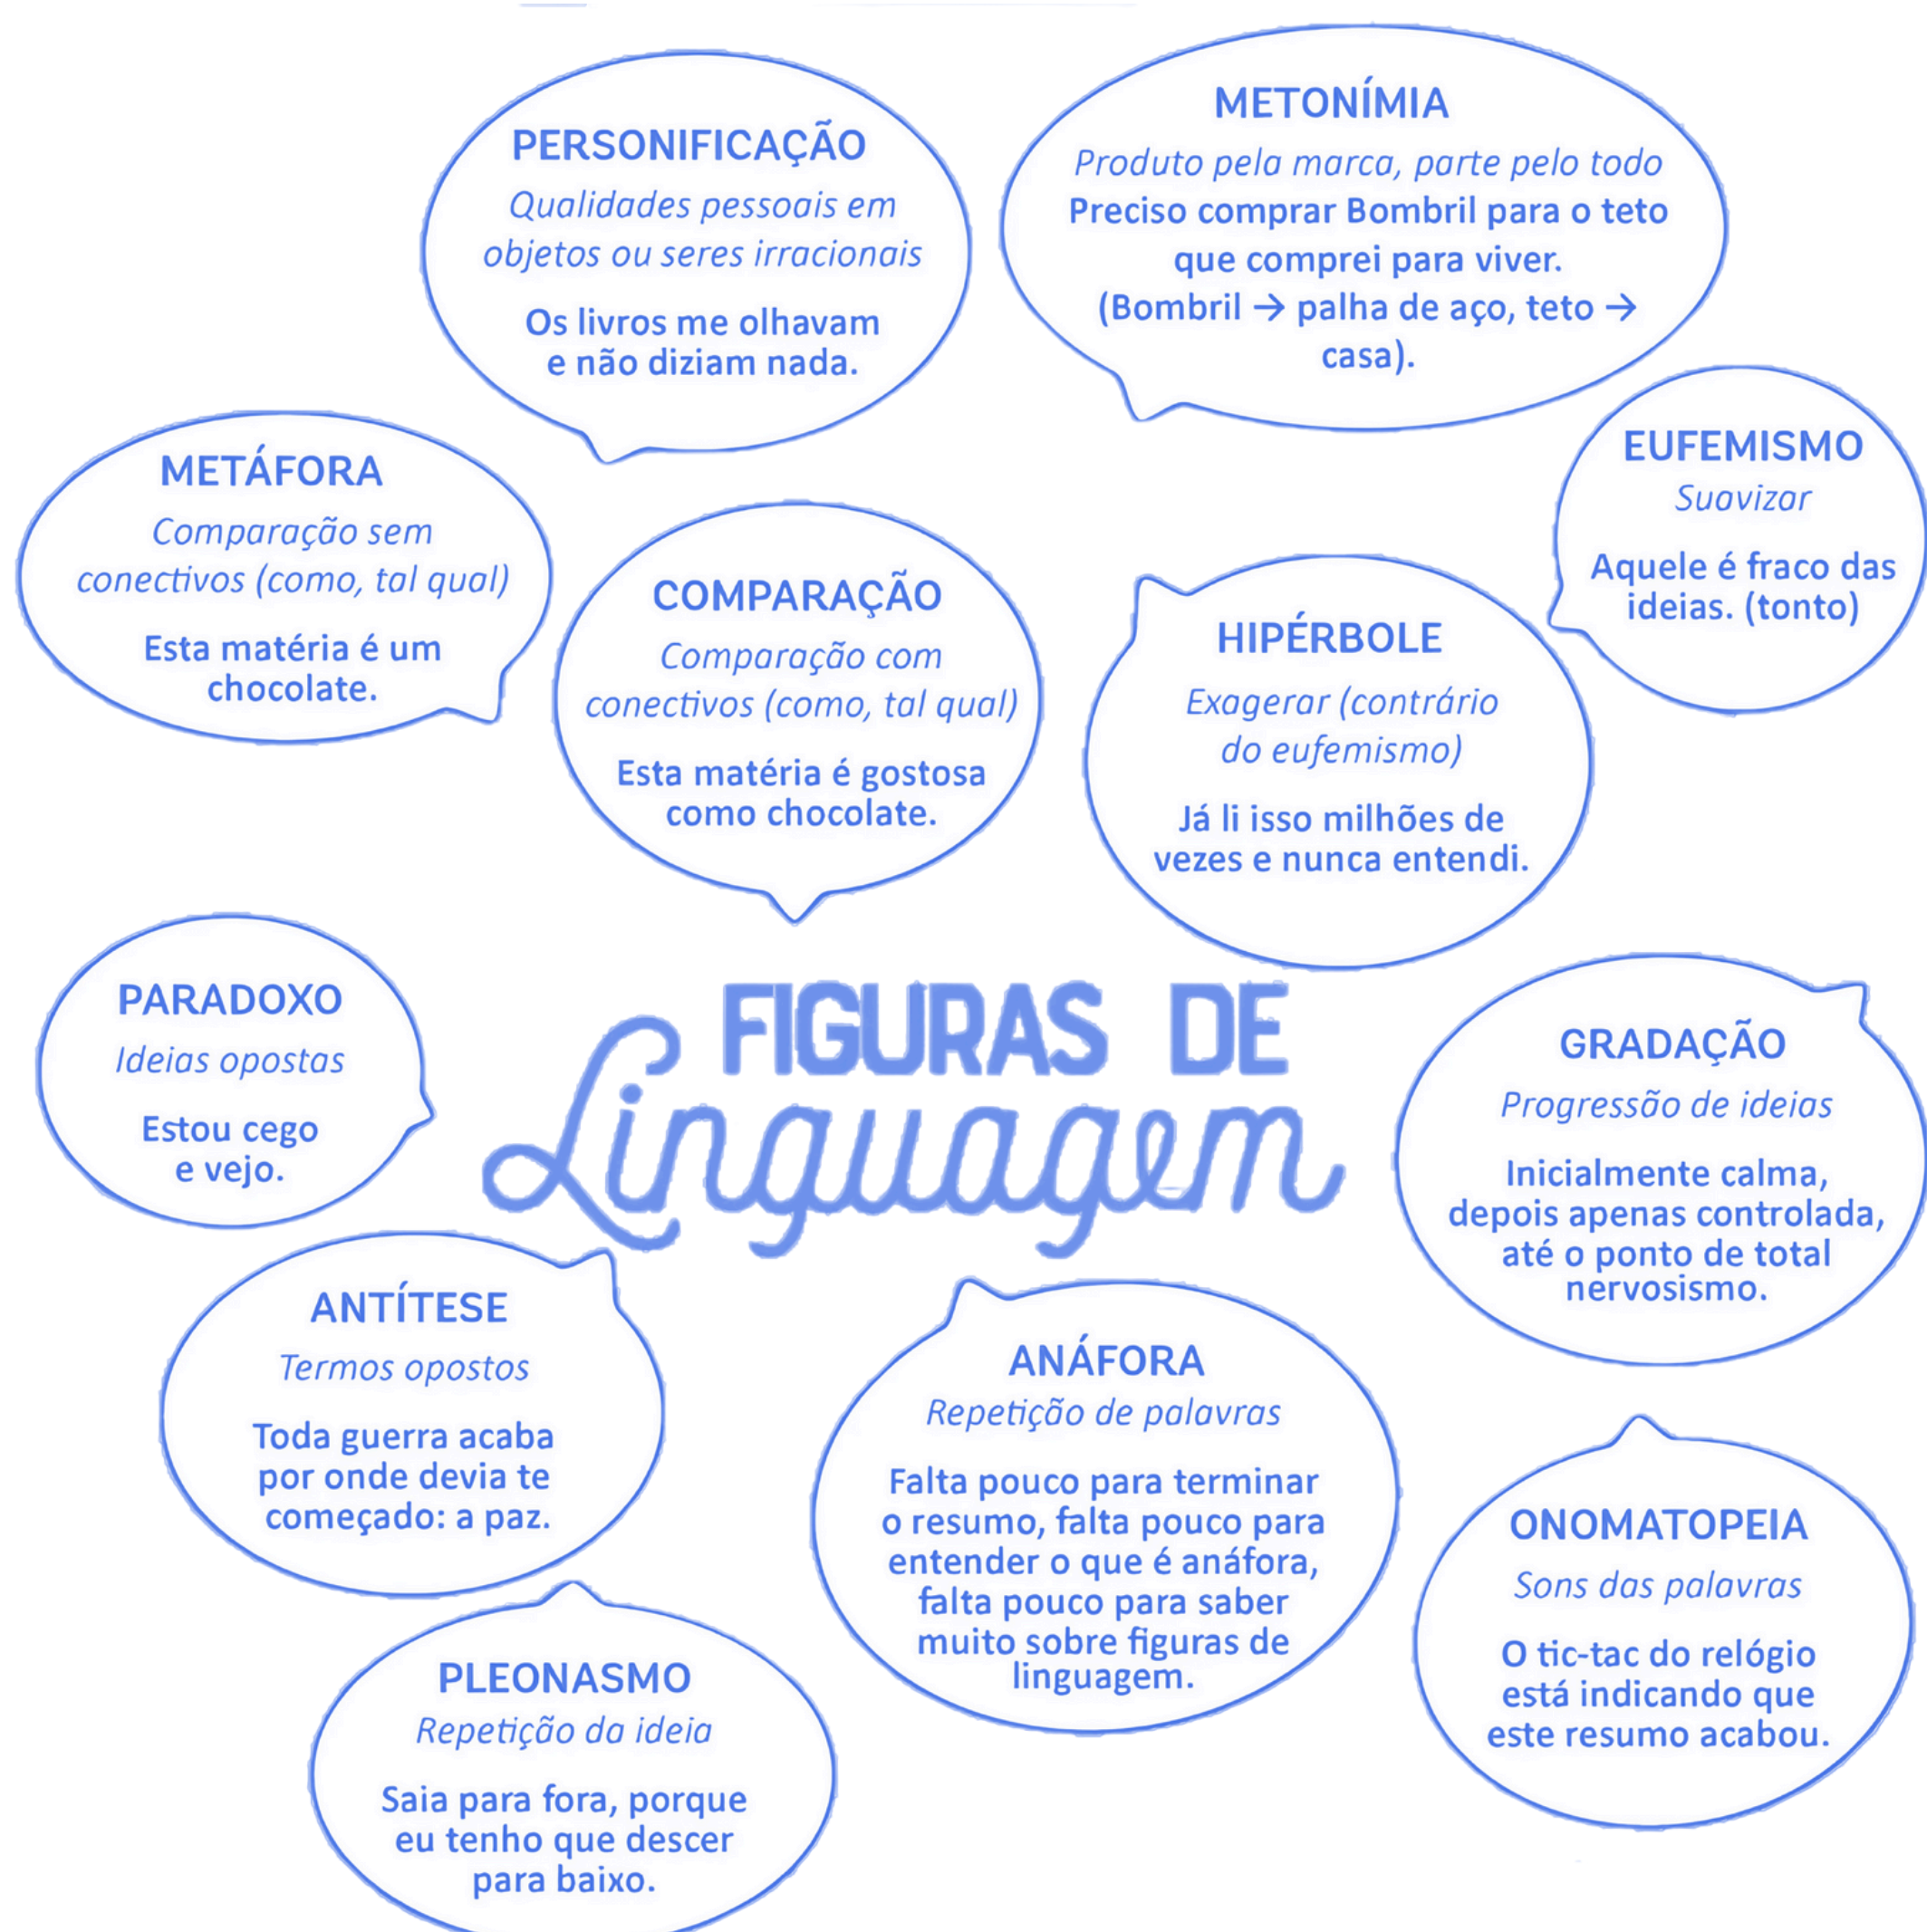 PERSONIFICAÇÃO
Qualidades pessoais em
objetos ou seres irracionais
Os livros me olhavam
e não diziam nada.
METONÍMIA
Produto pela marca, parte pelo todo
Preciso comprar Bombril para o teto
que comprei para viver.
(Bombril → palha de aço, teto →
casa).
METÁFORA
Comparação sem
conectivos (como, tal qual)
Esta matéria é um
chocolate.
COMPARAÇÃO
Comparação com
conectivos (como, tal qual)
Esta matéria é gostosa
como chocolate.
HIPÉRBOLE
Exagerar (contrário
do eufemismo)
Já li isso milhões de
vezes e nunca entendi.
EUFEMISMO
Suavizar
Aquele é fraco das
ideias. (tonto)
PARADOXO
Ideias opostas
Estou cego
e vejo.
FIGURAS DE
Linguagem
GRADAÇÃO
Progressão de ideias
Inicialmente calma,
depois apenas controlada,
até o ponto de total
nervosismo.
ANTÍTESE
Termos opostos
Toda guerra acaba
por onde devia te
começado: a paz.
ANÁFORA
Repetição de palavras
Falta pouco para terminar
o resumo, falta pouco para
entender o que é anáfora,
falta pouco para saber
muito sobre figuras de
linguagem.
ONOMATOPEIA
Sons das palavras
O tic-tac do relógio
está indicando que
este resumo acabou.
PLEONASMO
Repetição da ideia
Saia para fora, porque
eu tenho que descer
para baixo.